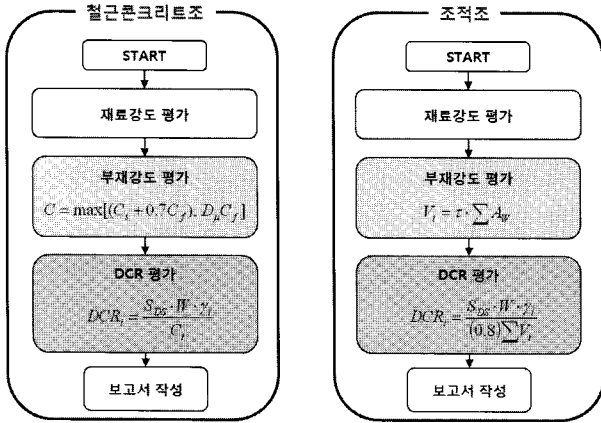 철근콘크리트조
START
재료강도 평가
부재강도 평가
C = max[(C_s + 0.7C_f), D_μC_f]
DCR 평가
DCR_i = S_DS · W · γ_i / C_i
보고서 작성
조적조
START
재료강도 평가
부재강도 평가
V_i = τ · ∑ A_W
DCR 평가
DCR_i = S_DS · W · γ_i / (0.8)∑V_i
보고서 작성